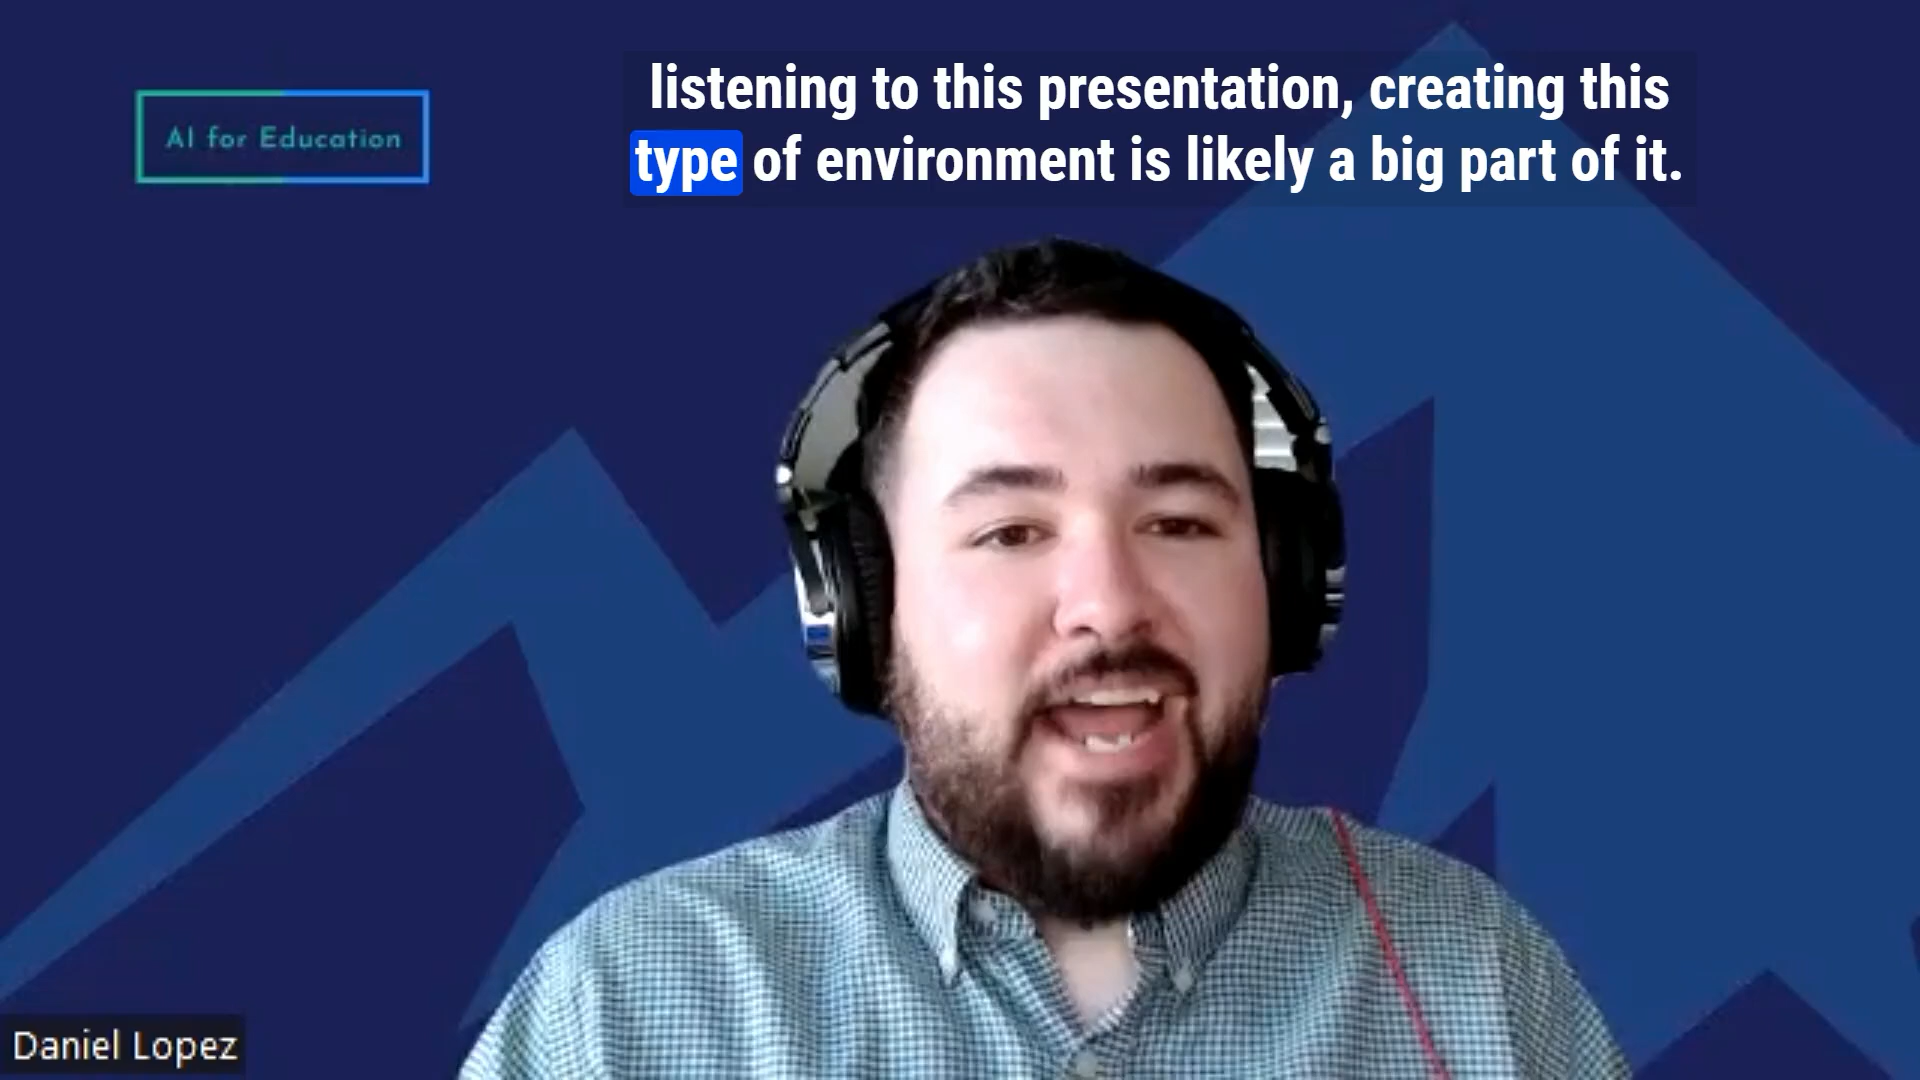 AI for Education
listening to this presentation, creating this
type of environment is likely a big part of it.
Daniel Lopez